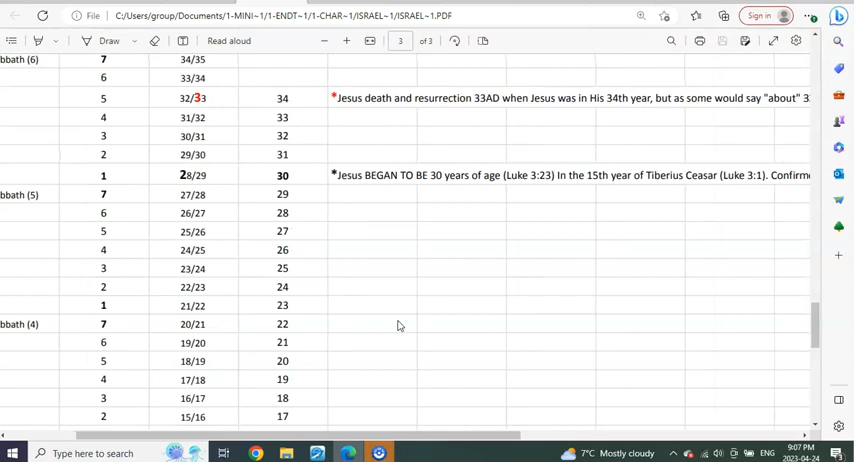 File C:/Users/group/Documents/1-MINI~1/1-ENDT~1/1-CHAR~1/ISRAEL~1/ISRAEL~1.PDF Sign in
Draw Read aloud 3 of 3
bbath (6) 7 34/35
6 33/34
5 32/33 34 *Jesus death and resurrection 33AD when Jesus was in His 34th year, but as some would say "about" 3
4 31/32 33
3 30/31 32
2 29/30 31
1 28/29 30 *Jesus BEGAN TO BE 30 years of age (Luke 3:23) In the 15th year of Tiberius Ceasar (Luke 3:1). Confirme
bbath (5) 7 27/28 29
6 26/27 28
5 25/26 27
4 24/25 26
3 23/24 25
2 22/23 24
1 21/22 23
bbath (4) 7 20/21 22
6 19/20 21
5 18/19 20
4 17/18 19
3 16/17 18
2 15/16 17
Type here to search 7°C Mostly cloudy ENG 9:07 PM
2023-04-24